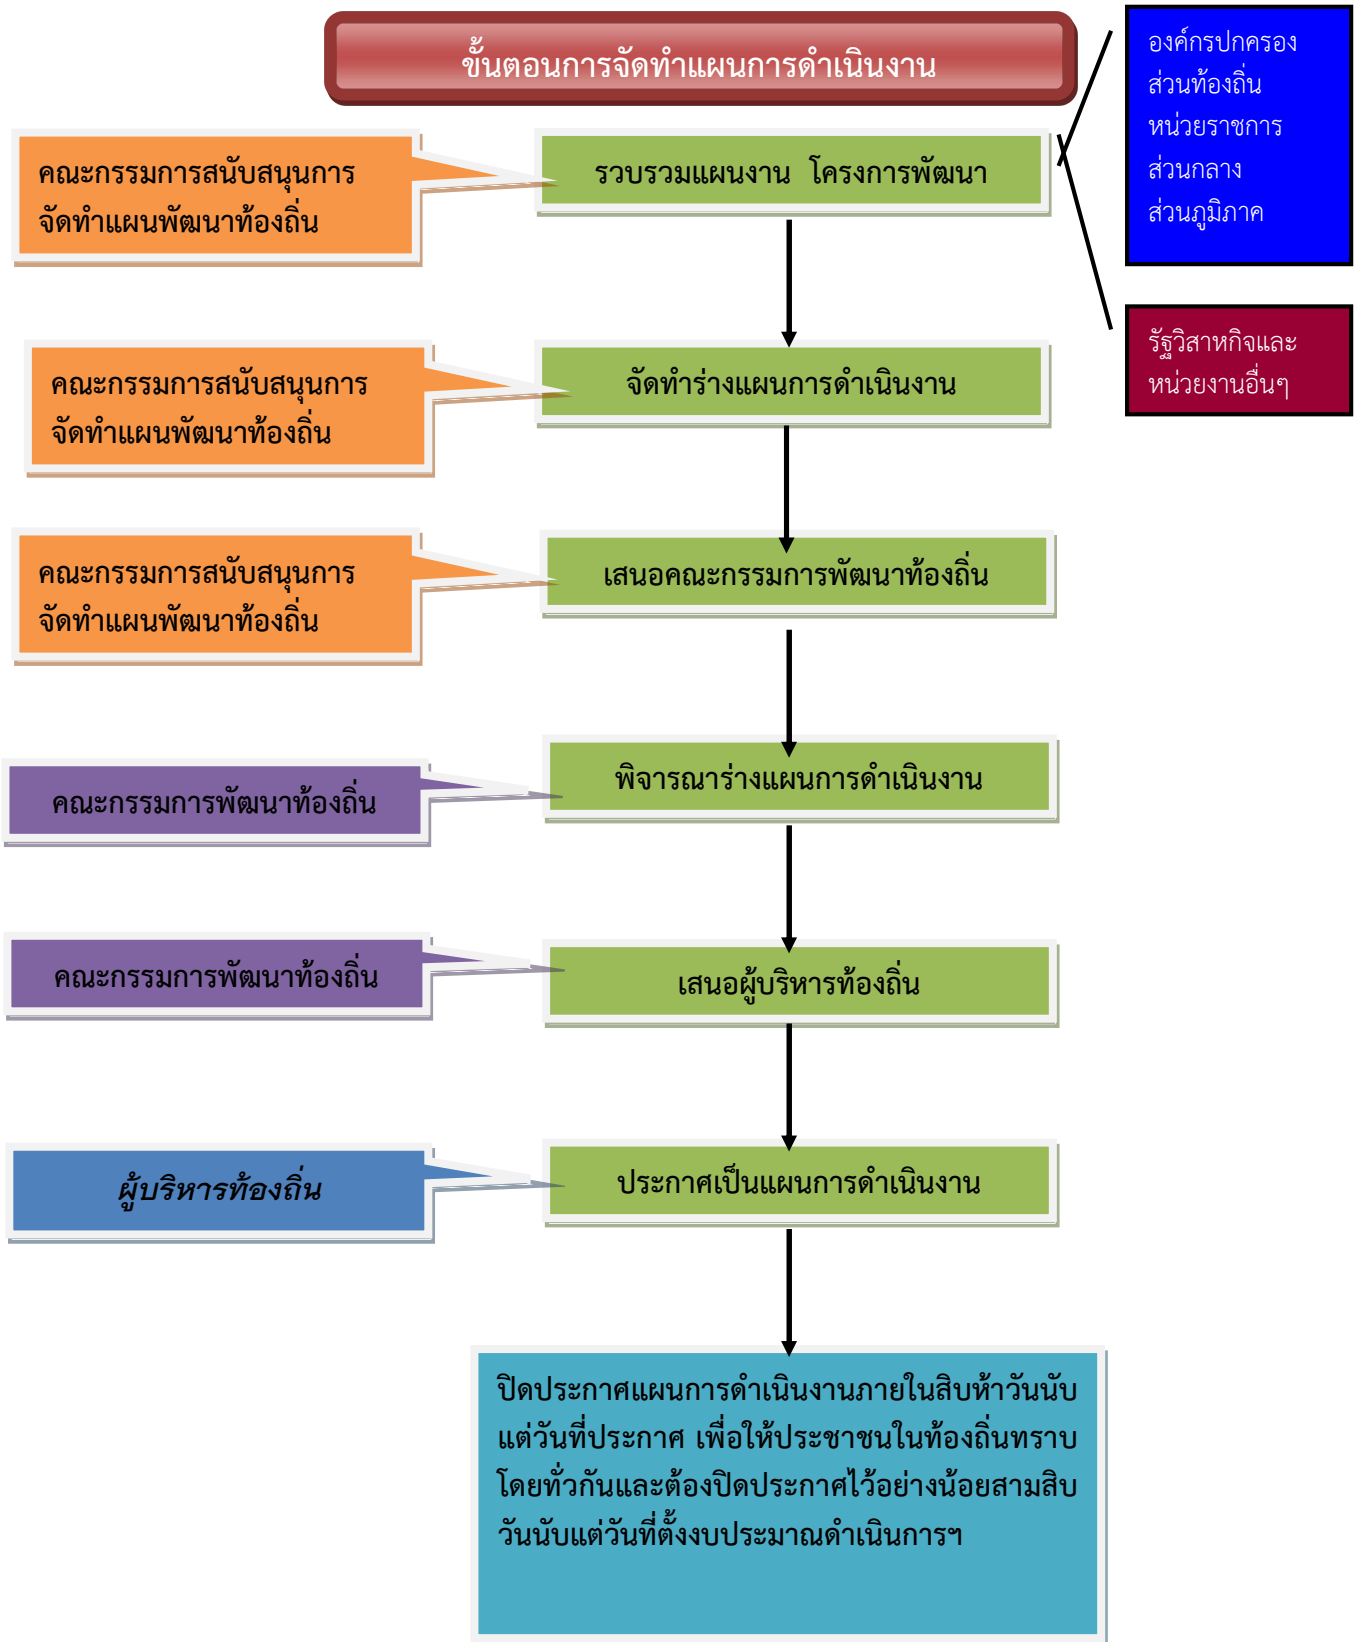 ขั้นตอนการจัดทำแผนการดำเนินงาน
องค์กรปกครอง
ส่วนท้องถิ่น
หน่วยราชการ
ส่วนกลาง
ส่วนภูมิภาค
คณะกรรมการสนับสนุนการ
จัดทำแผนพัฒนาท้องถิ่น
รวบรวมแผนงาน โครงการพัฒนา
รัฐวิสาหกิจและ
หน่วยงานอื่นๆ
คณะกรรมการสนับสนุนการ
จัดทำแผนพัฒนาท้องถิ่น
จัดทำร่างแผนการดำเนินงาน
คณะกรรมการสนับสนุนการ
จัดทำแผนพัฒนาท้องถิ่น
เสนอคณะกรรมการพัฒนาท้องถิ่น
คณะกรรมการพัฒนาท้องถิ่น
พิจารณาร่างแผนการดำเนินงาน
คณะกรรมการพัฒนาท้องถิ่น
เสนอผู้บริหารท้องถิ่น
ผู้บริหารท้องถิ่น
ประกาศเป็นแผนการดำเนินงาน
ปิดประกาศแผนการดำเนินงานภายในสิบห้าวันนับ
แต่วันที่ประกาศ เพื่อให้ประชาชนในท้องถิ่นทราบ
โดยทั่วกันและต้องปิดประกาศไว้อย่างน้อยสามสิบ
วันนับแต่วันที่ตั้งงบประมาณดำเนินการฯ